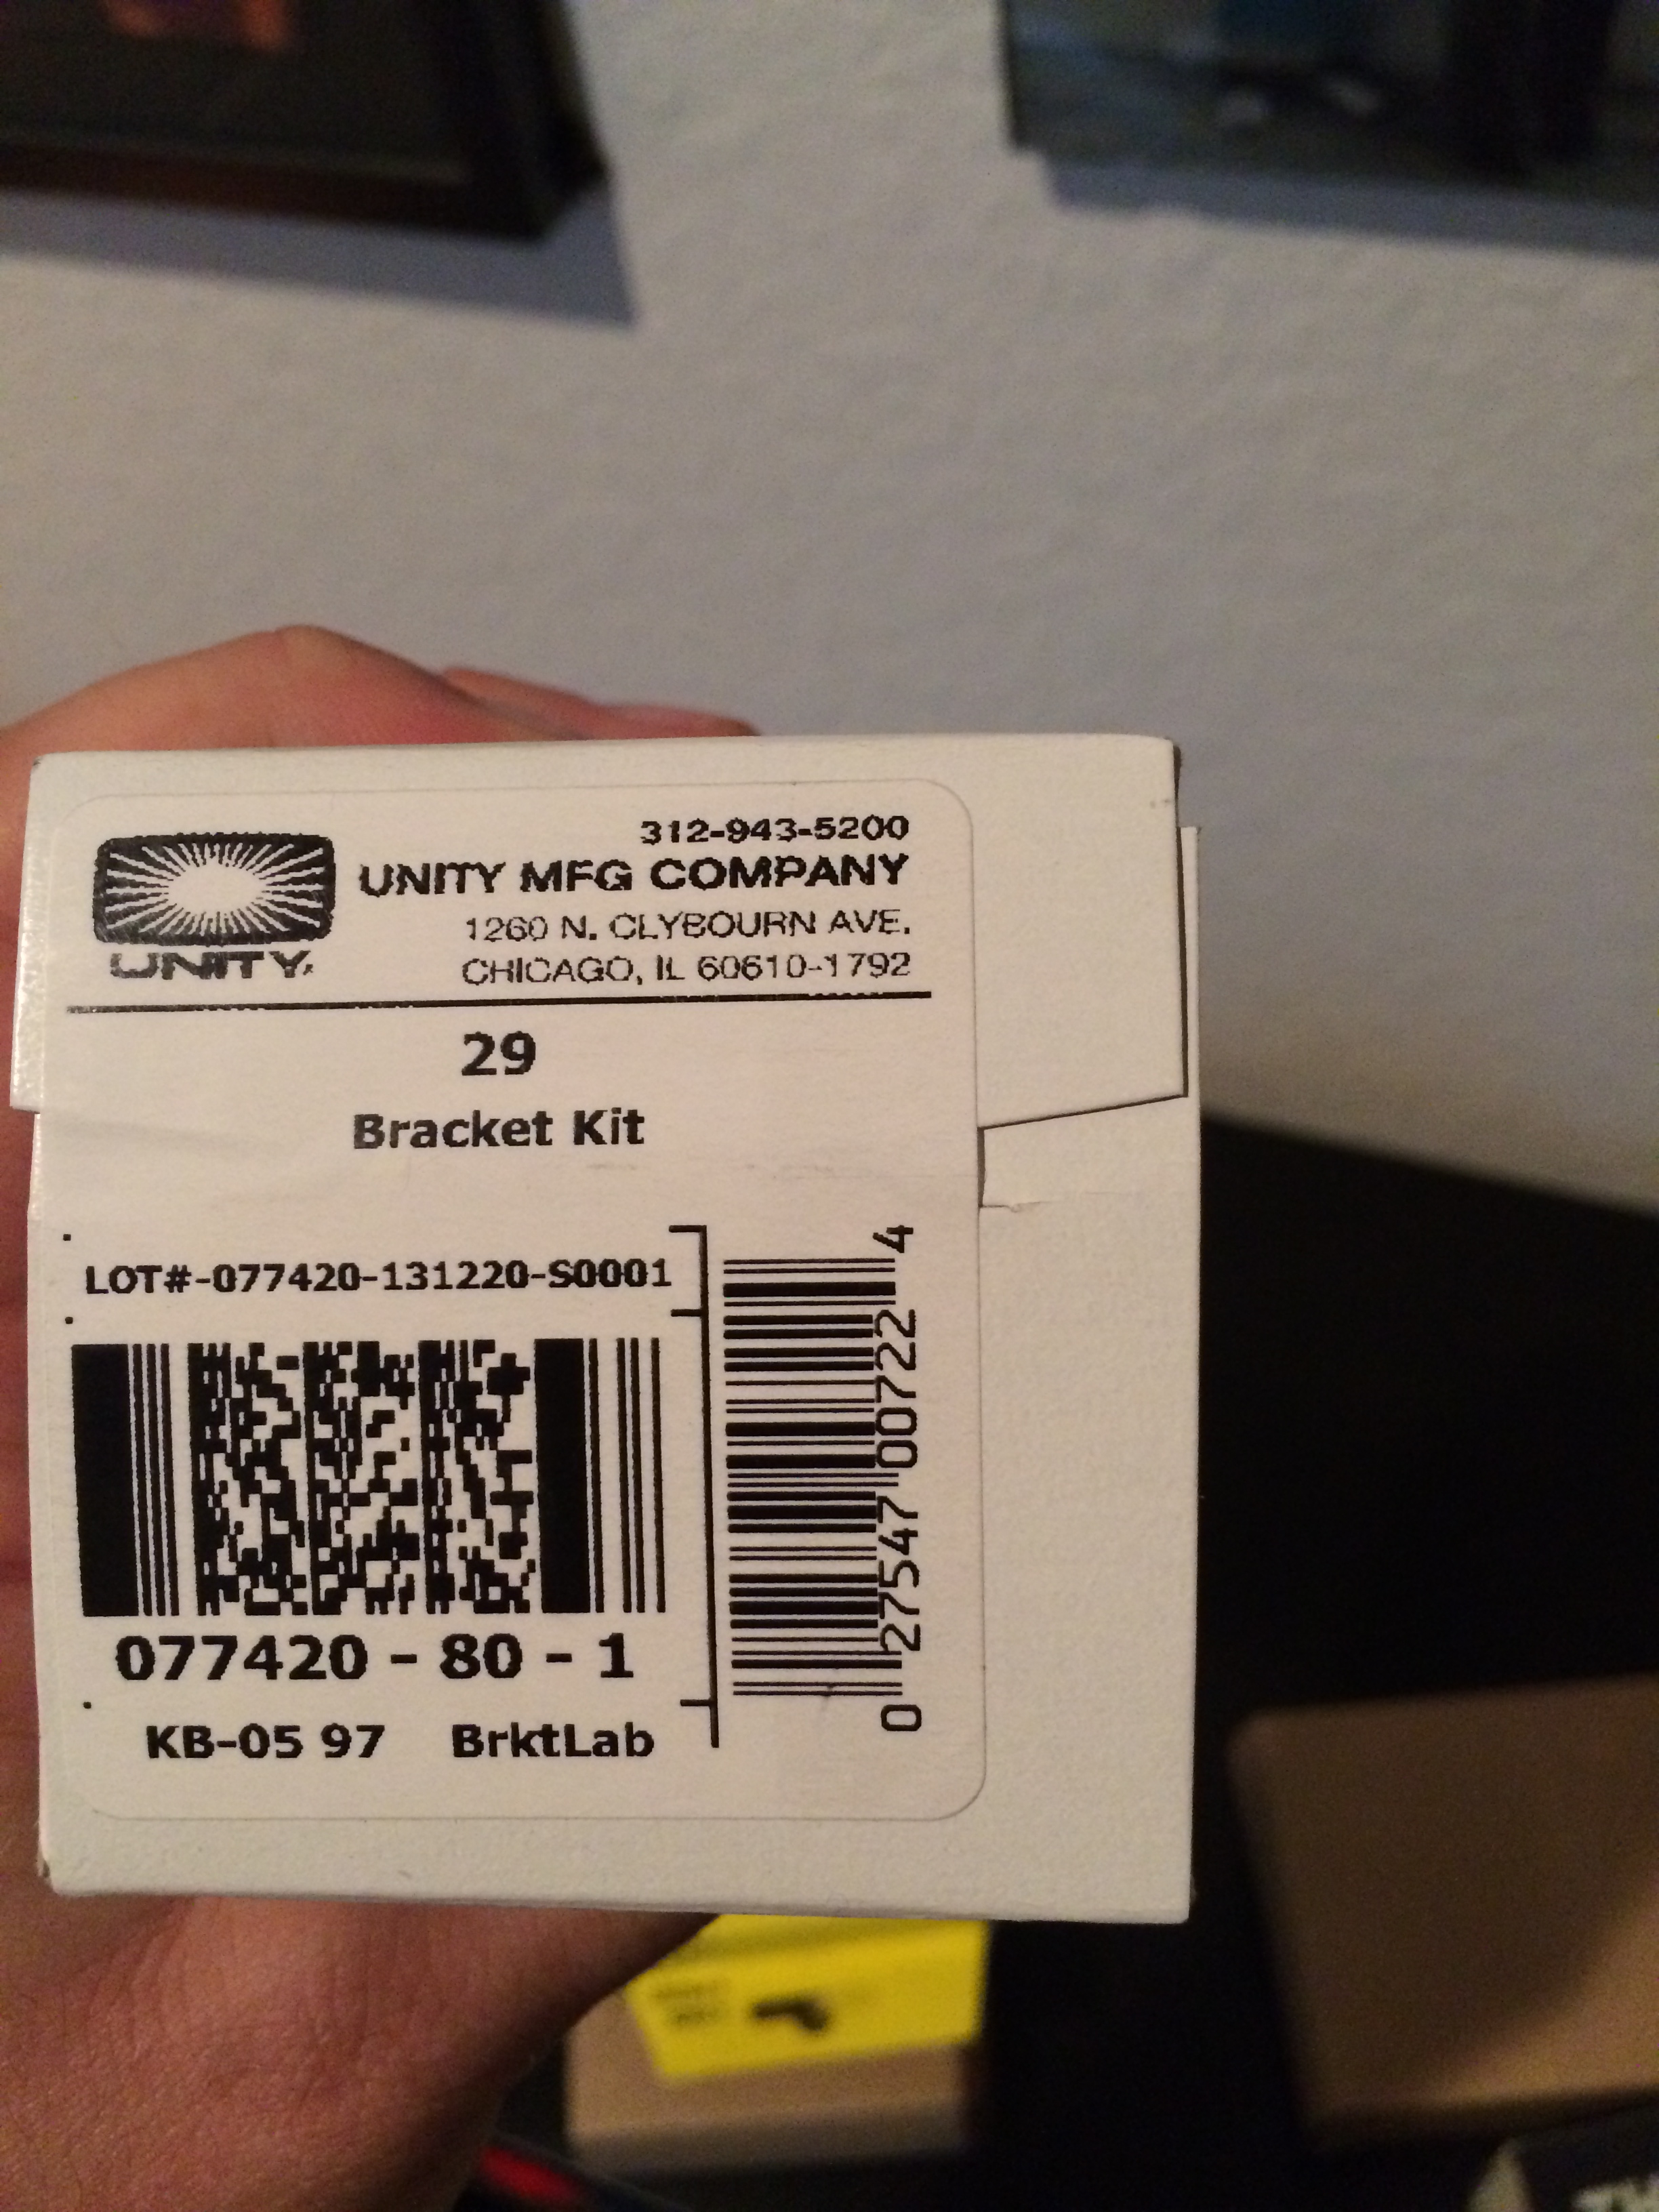 312-943-5200
UNITY MFG COMPANY
1260 N. CLYBOURN AVE.
CHICAGO, IL 60610-1792
UNITY
29
Bracket Kit
LOT#-077420-131220-S0001
077420 - 80 - 1
KB-05 97 BrktLab
0 27547 00722 4